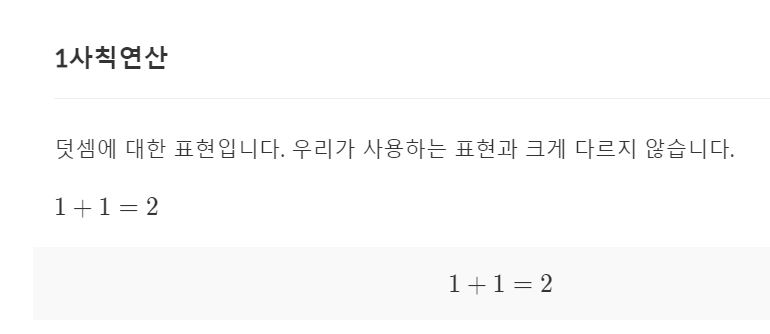 1사칙연산
덧셈에 대한 표현입니다. 우리가 사용하는 표현과 크게 다르지 않습니다.
1 + 1 = 2
1 + 1 = 2